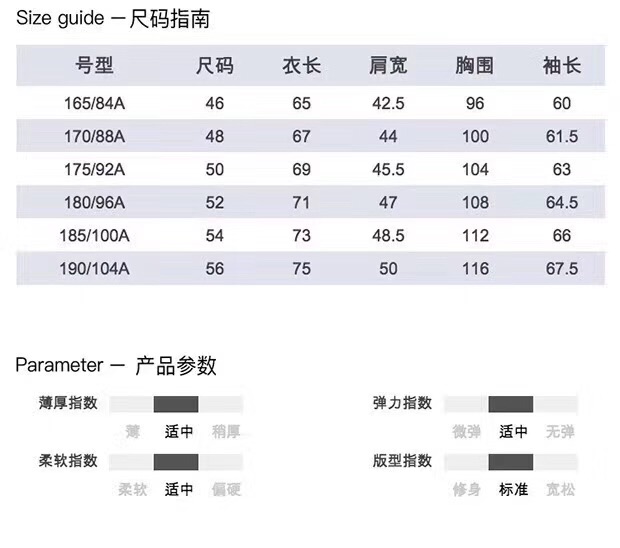 Size guide － 尺码指南
号型 尺码 衣长 肩宽 胸围 袖长
165/84A 46 65 42.5 96 60
170/88A 48 67 44 100 61.5
175/92A 50 69 45.5 104 63
180/96A 52 71 47 108 64.5
185/100A 54 73 48.5 112 66
190/104A 56 75 50 116 67.5
Parameter － 产品参数
薄厚指数 弹力指数
薄 适中 稍厚 微弹 适中 无弹
柔软指数 版型指数
柔软 适中 偏硬 修身 标准 宽松